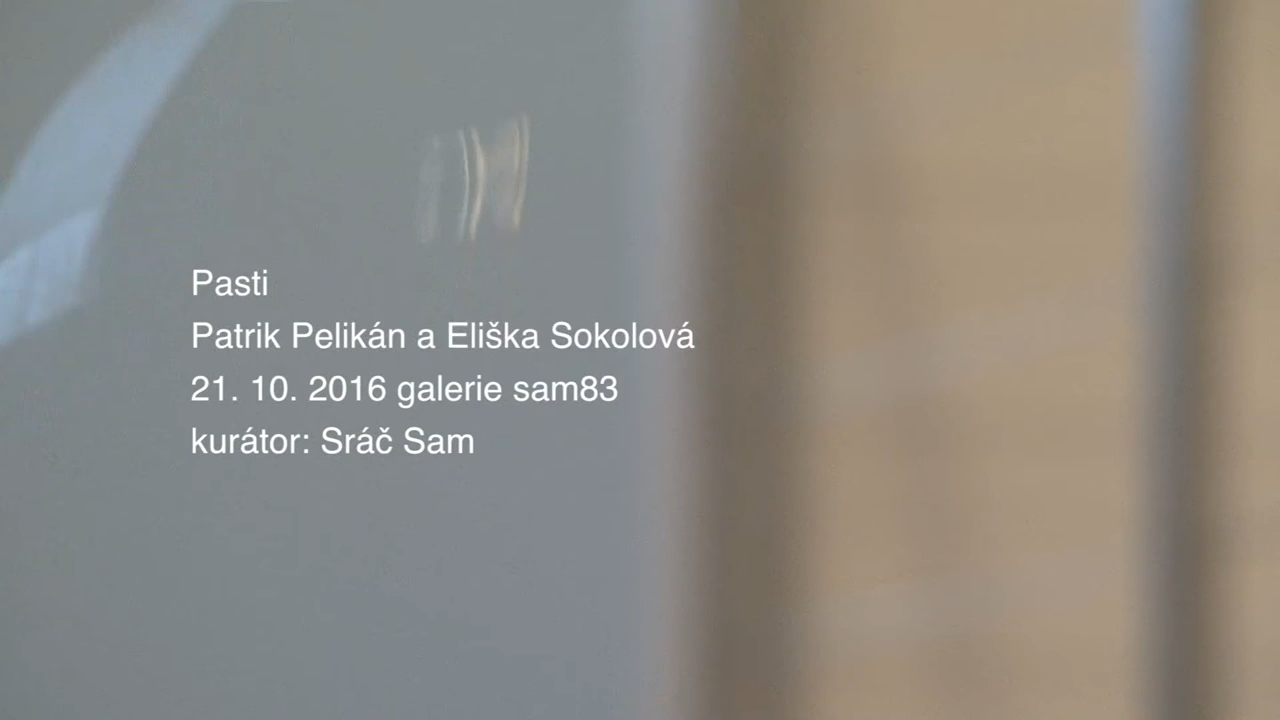 Pasti
Patrik Pelikán a Eliška Sokolová
21. 10. 2016 galerie sam83
kurátor: Sráč Sam